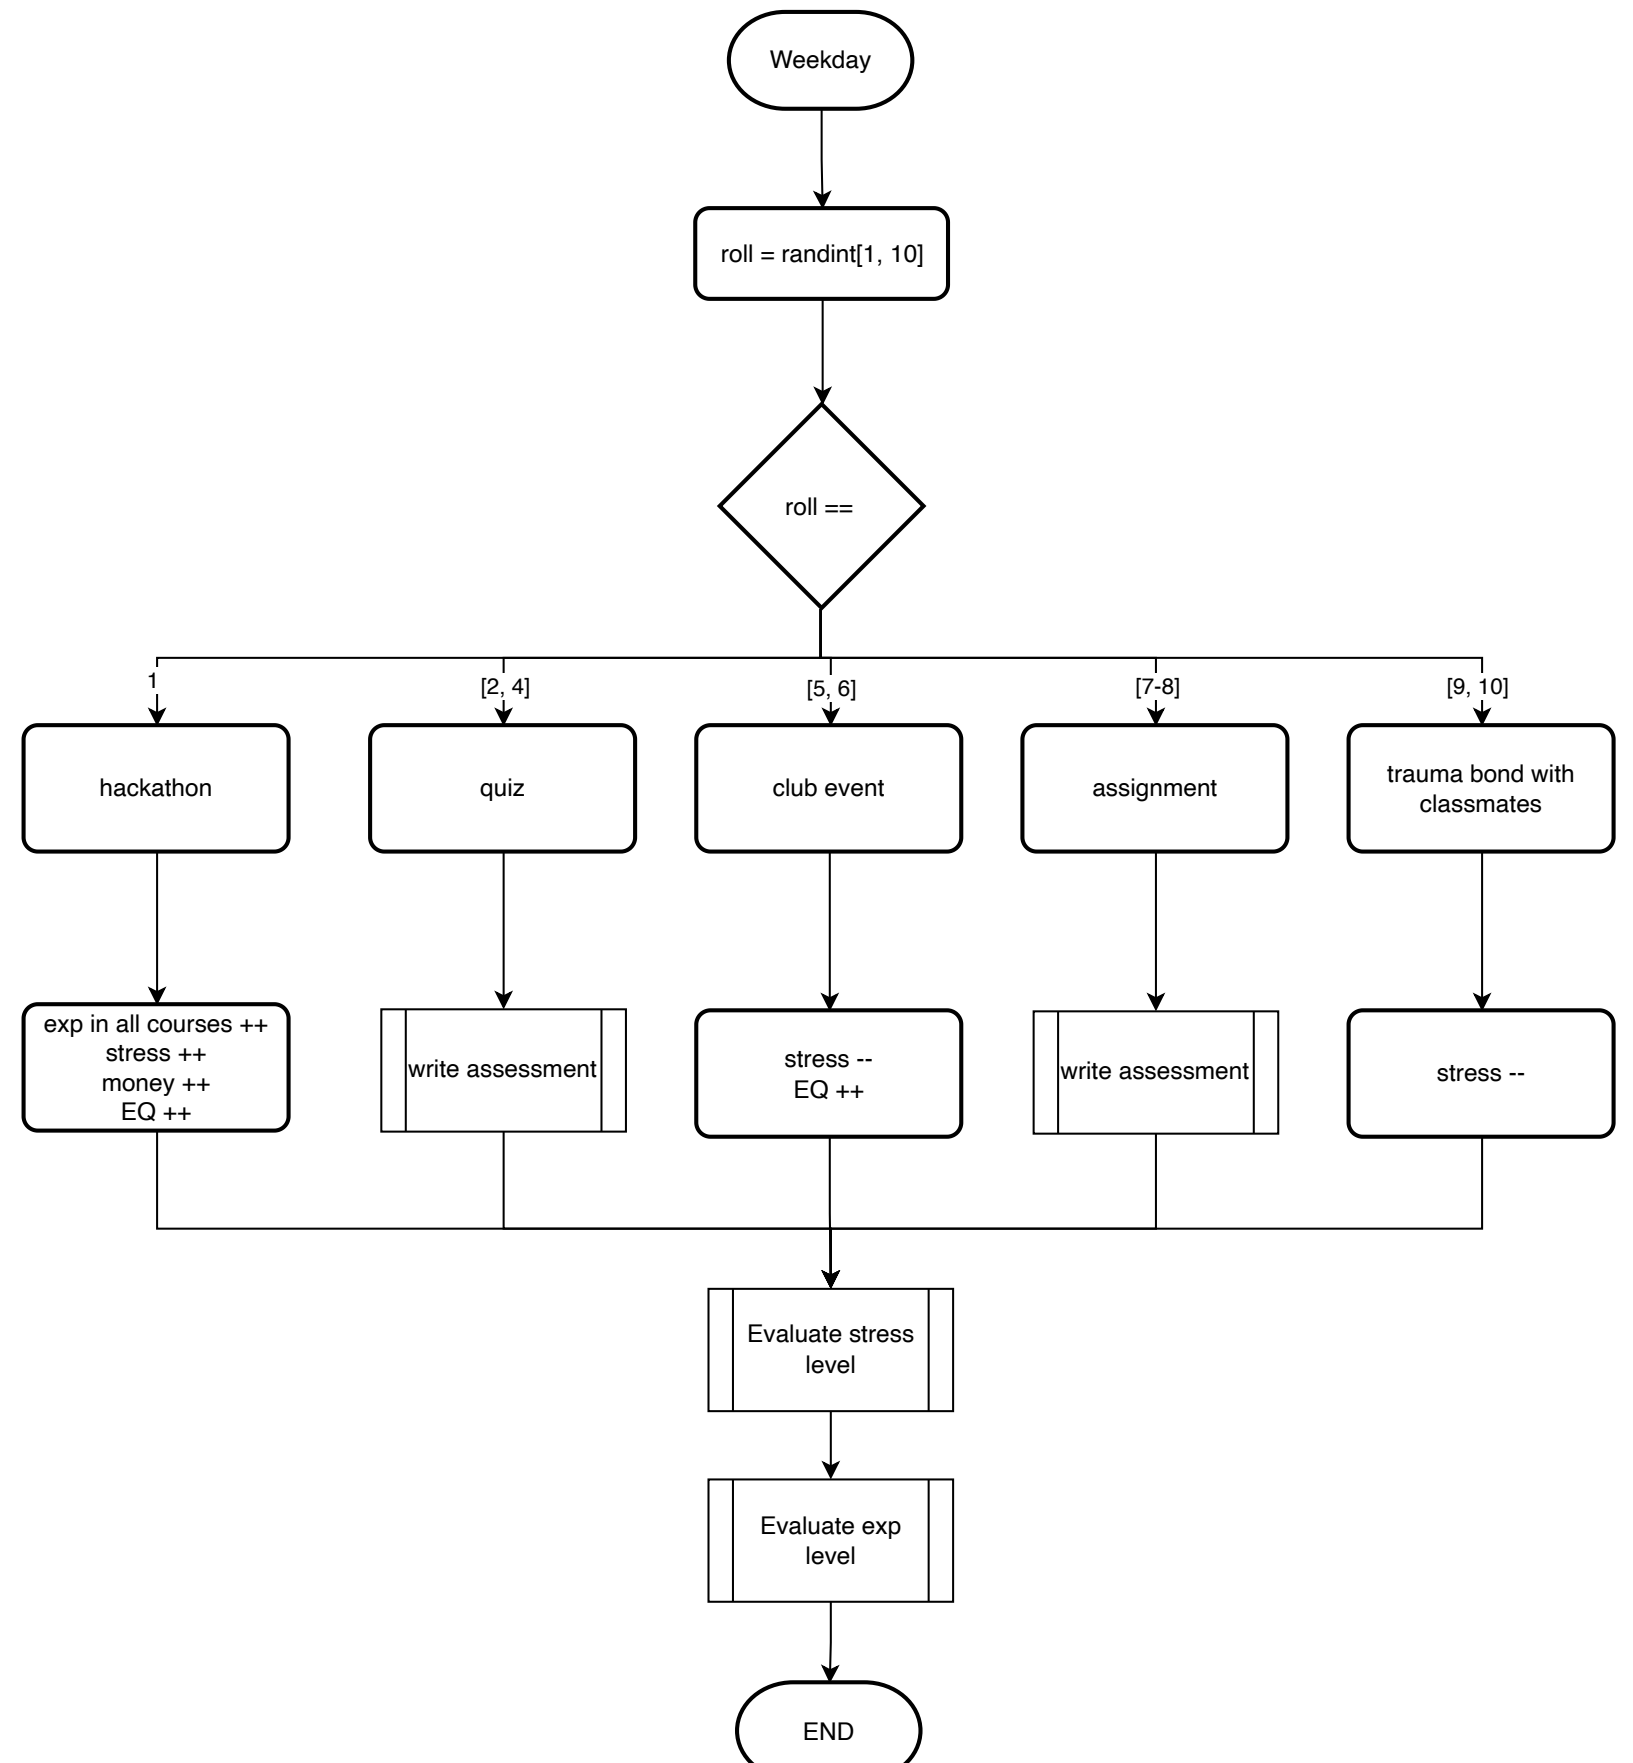 Weekday
roll = randint[1, 10]
roll ==
1
[2, 4]
[5, 6]
[7-8]
[9, 10]
hackathon
quiz
club event
assignment
trauma bond with
classmates
exp in all courses ++
stress ++
money ++
EQ ++
write assessment
stress --
EQ ++
write assessment
stress --
Evaluate stress
level
Evaluate exp
level
END